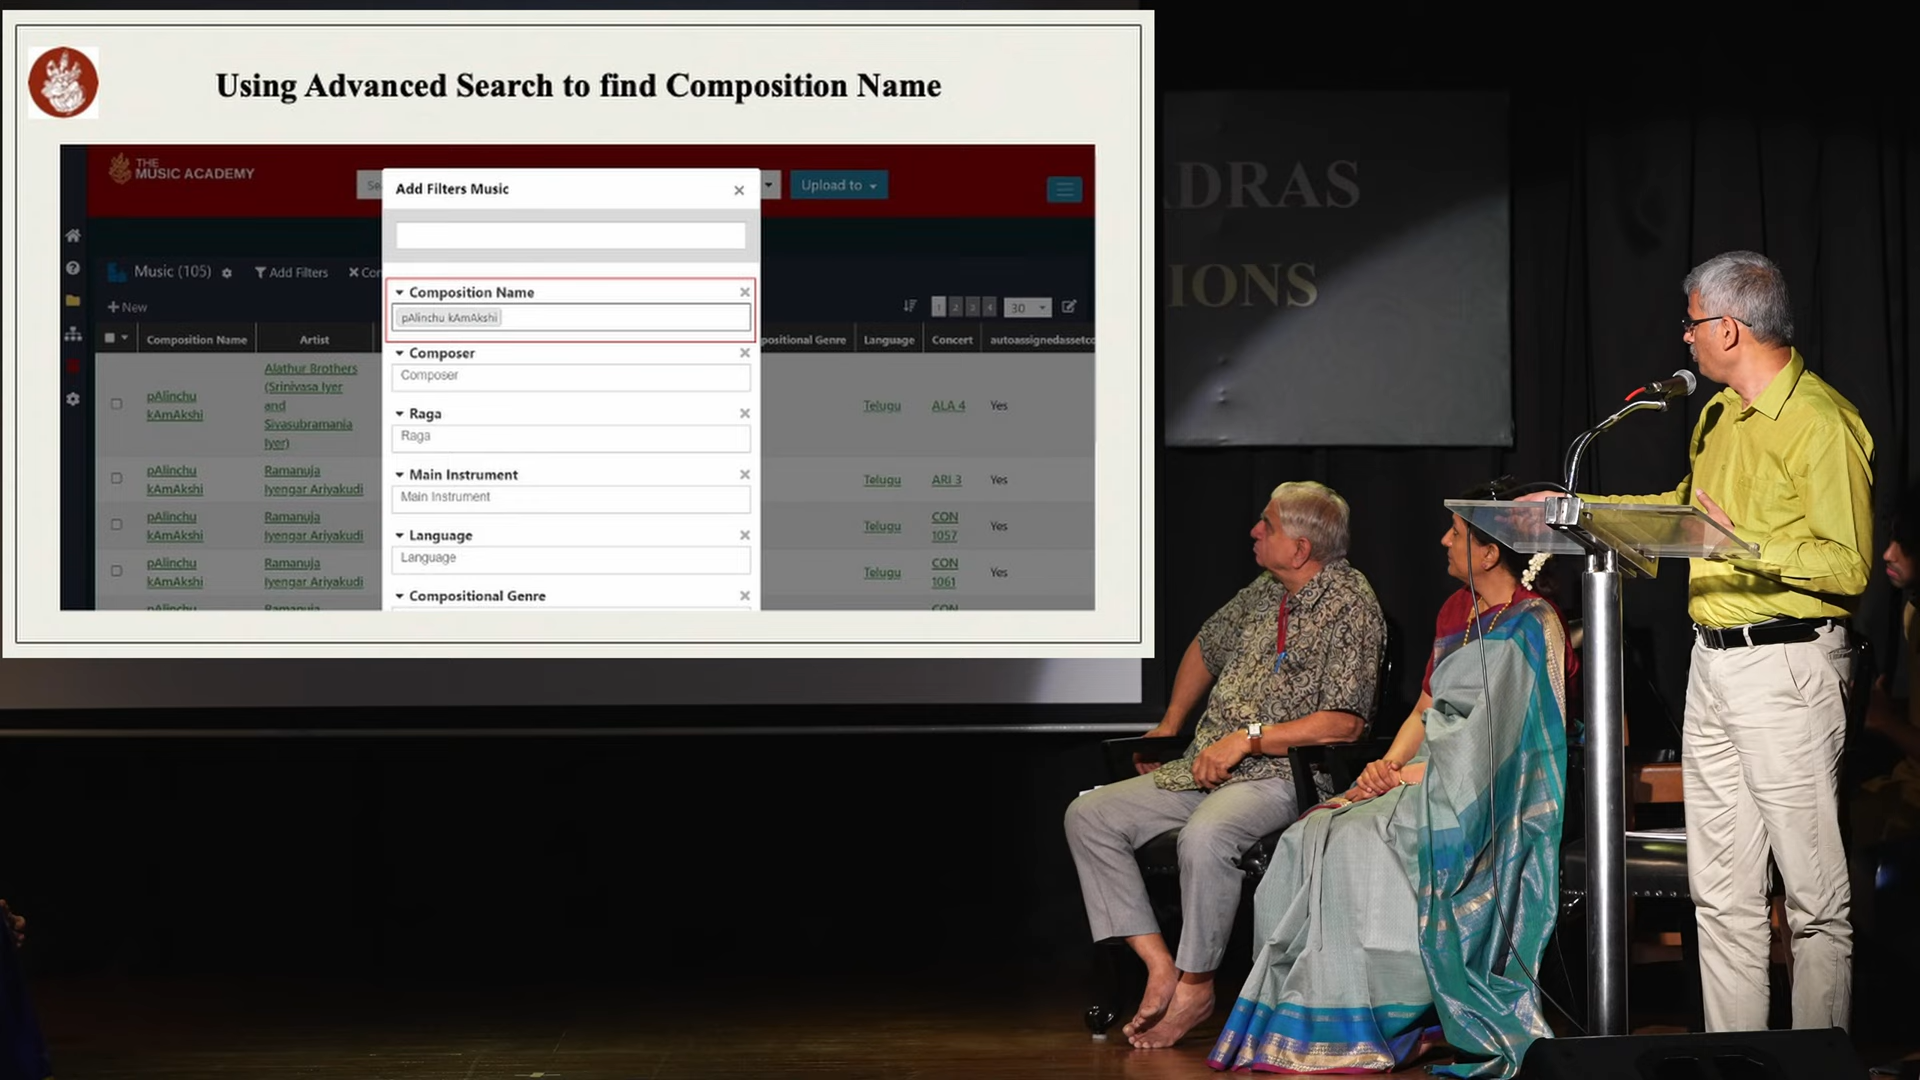 Using Advanced Search to find Composition Name
THE
MUSIC ACADEMY
Upload to
Add Filters Music
Music (105)
Add Filters
New
30
Composition Name
pAlinchu kAmAkshi
Composer
Composer
Raga
Raga
Main Instrument
Main Instrument
Language
Language
Compositional Genre
Composition Name
Artist
Language
Concert
pAlinchu
kAmAkshi
Alathur Brothers
(Srinivasa Iyer
and
Sivasubramania
Iyer)
Telugu
ALA 4
Yes
pAlinchu
kAmAkshi
Ramanuja
Iyengar Ariyakudi
Telugu
ARI 3
Yes
pAlinchu
kAmAkshi
Ramanuja
Iyengar Ariyakudi
Telugu
CON
1057
Yes
pAlinchu
kAmAkshi
Ramanuja
Iyengar Ariyakudi
Telugu
CON
1061
Yes
DRAS
IONS